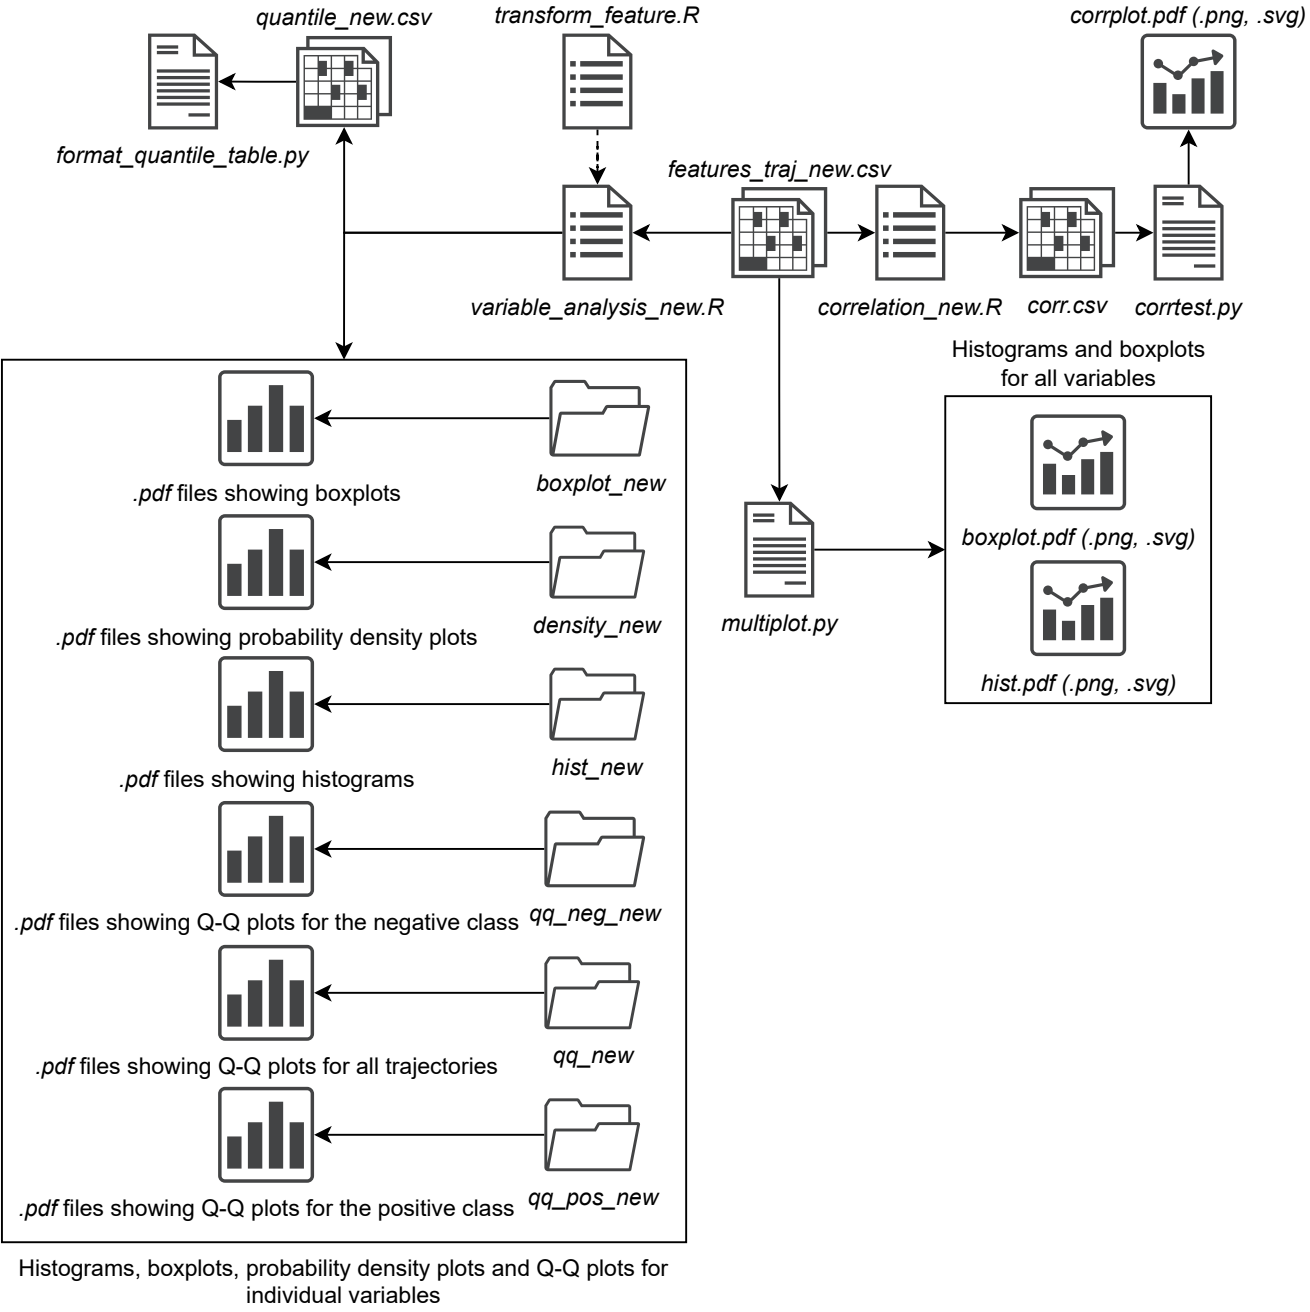 quantile_new.csv
transform_feature.R
corrplot.pdf (.png, .svg)
format_quantile_table.py
features_traj_new.csv
variable_analysis_new.R
correlation_new.R
corr.csv
corrtest.py
Histograms and boxplots
for all variables
boxplot_new
.pdf files showing boxplots
boxplot.pdf (.png, .svg)
density_new
.pdf files showing probability density plots
multiplot.py
hist.pdf (.png, .svg)
hist_new
.pdf files showing histograms
qq_neg_new
.pdf files showing Q-Q plots for the negative class
qq_new
.pdf files showing Q-Q plots for all trajectories
qq_pos_new
.pdf files showing Q-Q plots for the positive class
Histograms, boxplots, probability density plots and Q-Q plots for
individual variables